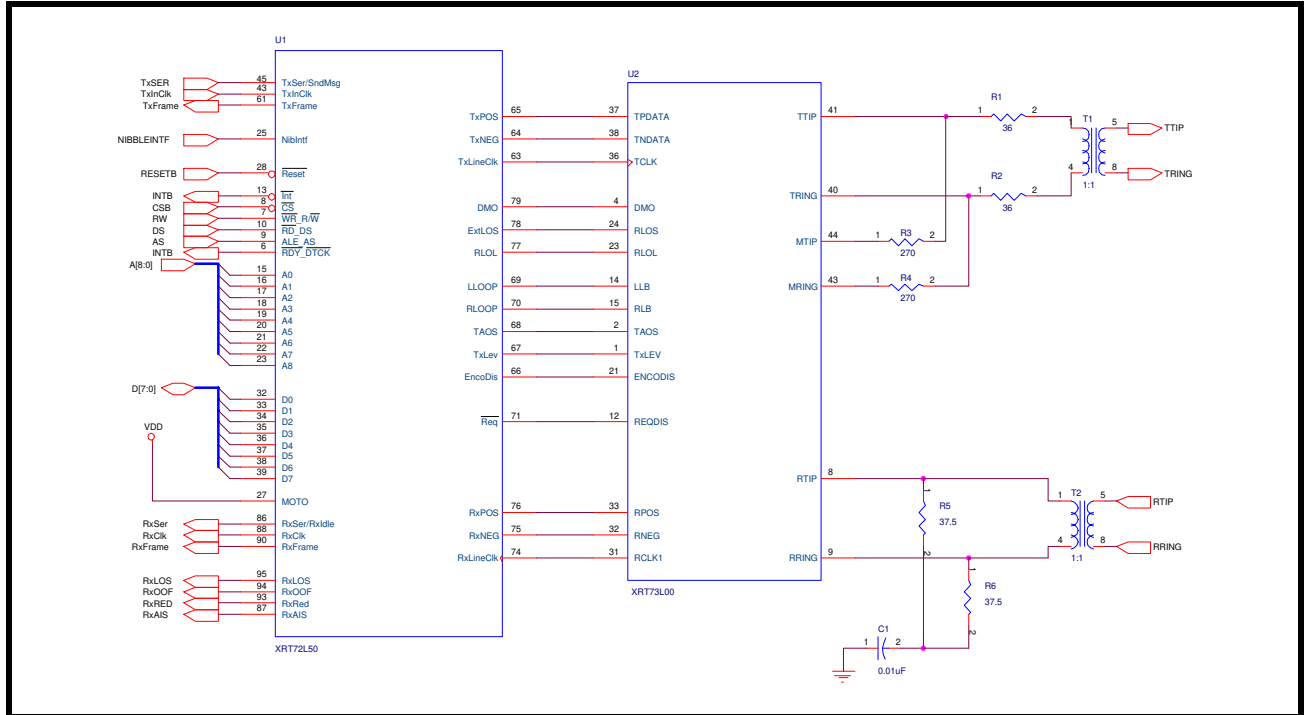 U1
TxSER 45 TxSer/SndMsg
TxInClk 43 TxInClk
TxFrame 61 TxFrame
NIBBLEINTF 25 NibIntf
RESETB 28 Reset
INTB 13 Int
CSB 8 CS
RW 7 WR_R/W
DS 10 RD_DS
AS 9 ALE_AS
INTB 6 RDY_DTCK
A[8:0]
15 A0
16 A1
17 A2
18 A3
19 A4
20 A5
21 A6
22 A7
23 A8
D[7:0]
32 D0
33 D1
34 D2
35 D3
36 D4
37 D5
38 D6
39 D7
VDD
27 MOTO
RxSer 86 RxSer/RxIdle
RxClk 88 RxClk
RxFrame 90 RxFrame
RxLOS 95 RxLOS
RxOOF 94 RxOOF
RxRED 93 RxRed
RxAIS 87 RxAIS
XRT72L50
U2
TxPOS 65 37 TPDATA
TxNEG 64 38 TNDATA
TxLineClk 63 36 TCLK
DMO 79 4 DMO
ExtLOS 78 24 RLOS
RLOL 77 23 RLOL
LLOOP 69 14 LLB
RLOOP 70 15 RLB
TAOS 68 2 TAOS
TxLev 67 1 TxLEV
EncoDis 66 21 ENCODIS
Req 71 12 REQDIS
RxPOS 76 33 RPOS
RxNEG 75 32 RNEG
RxLineClk 74 31 RCLK1
XRT73L00
TTIP 41
TRING 40
MTIP 44
MRING 43
RTIP 8
RRING 9
R1
1 2
36
R2
1 2
36
R3
1 2
270
R4
1 2
270
T1
1 5 TTIP
4 8 TRING
1:1
T2
1 5 RTIP
4 8 RRING
1:1
1
R5
37.5
2
1
R6
37.5
2
C1
1 2
0.01uF